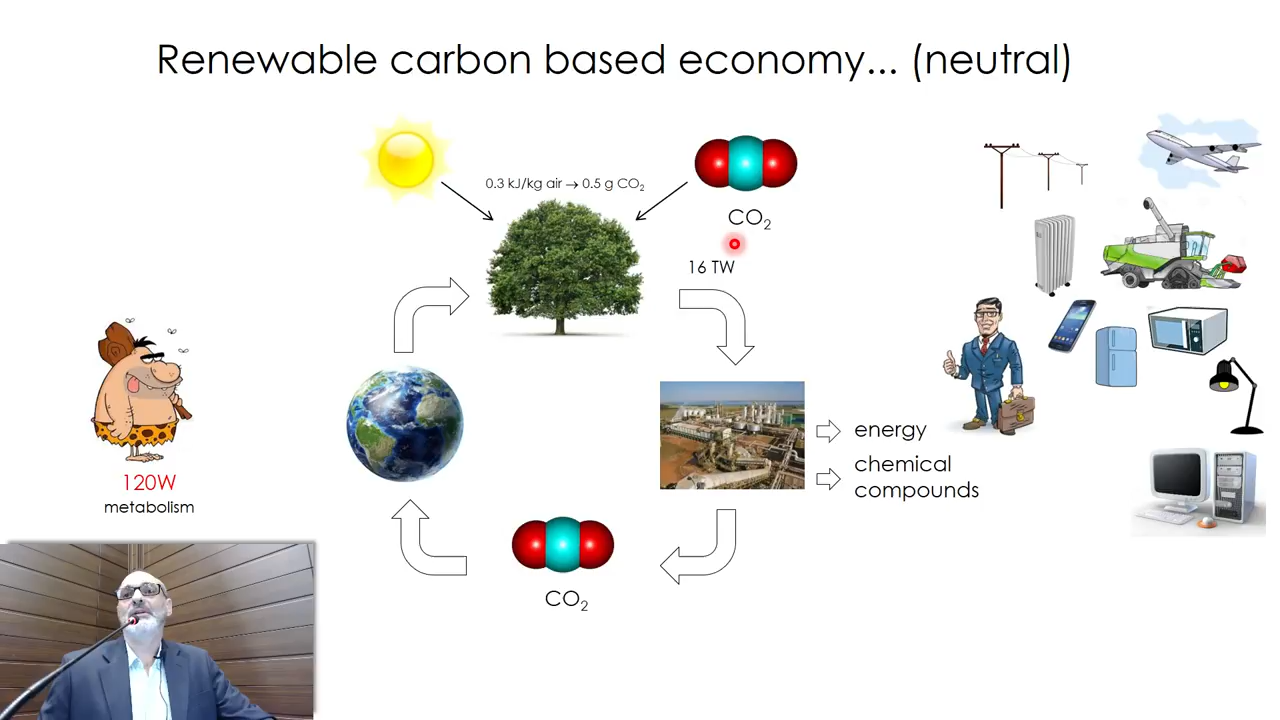 Renewable carbon based economy... (neutral)
0.3 kJ/kg air → 0.5 g CO₂
CO₂
16 TW
energy
chemical
compounds
120W
metabolism
CO₂